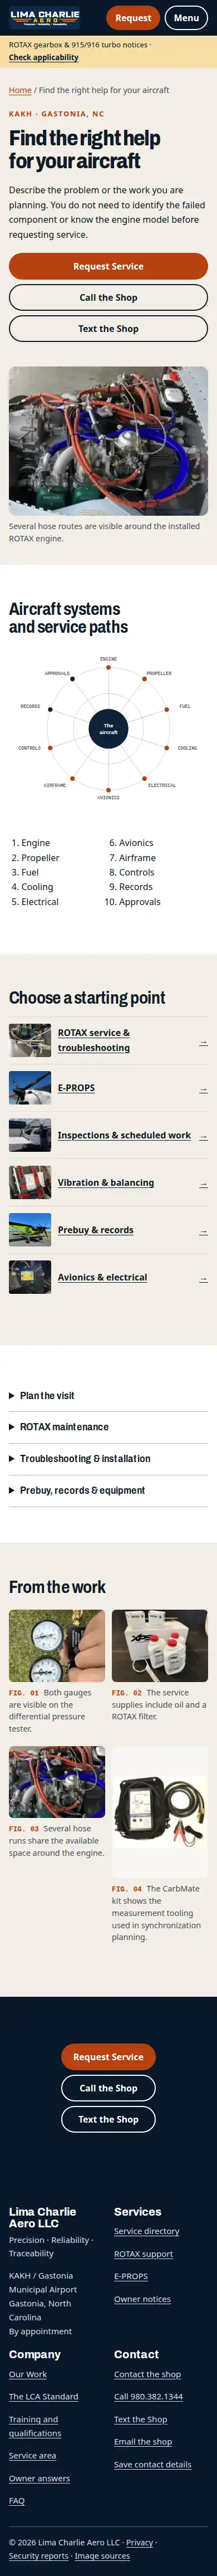 LIMA CHARLIE
AERO
Request
Menu
ROTAX gearbox & 915/916 turbo notices ·
Check applicability
Home / Find the right help for your aircraft
KAKH · GASTONIA, NC
Find the right help
for your aircraft
Describe the problem or the work you are
planning. You do not need to identify the failed
component or know the engine model before
requesting service.
Request Service
Call the Shop
Text the Shop
Several hose routes are visible around the installed
ROTAX engine.
Aircraft systems
and service paths
ENGINE
APPROVALS
PROPELLER
RECORDS
FUEL
The
aircraft
CONTROLS
COOLING
AIRFRAME
ELECTRICAL
AVIONICS
1. Engine
2. Propeller
3. Fuel
4. Cooling
5. Electrical
6. Avionics
7. Airframe
8. Controls
9. Records
10. Approvals
Choose a starting point
ROTAX service &
troubleshooting →
E-PROPS →
Inspections & scheduled work →
Vibration & balancing →
Prebuy & records →
Avionics & electrical →
Plan the visit
ROTAX maintenance
Troubleshooting & installation
Prebuy, records & equipment
From the work
FIG. 01 Both gauges
are visible on the
differential pressure
tester.
FIG. 02 The service
supplies include oil and a
ROTAX filter.
FIG. 03 Several hose
runs share the available
space around the engine.
FIG. 04 The CarbMate
kit shows the
measurement tooling
used in synchronization
planning.
Request Service
Call the Shop
Text the Shop
Lima Charlie
Aero LLC
Precision · Reliability ·
Traceability
KAKH / Gastonia
Municipal Airport
Gastonia, North
Carolina
By appointment
Services
Service directory
ROTAX support
E-PROPS
Owner notices
Company
Our Work
The LCA Standard
Training and
qualifications
Service area
Owner answers
FAQ
Contact
Contact the shop
Call 980.382.1344
Text the Shop
Email the shop
Save contact details
© 2026 Lima Charlie Aero LLC · Privacy ·
Security reports · Image sources